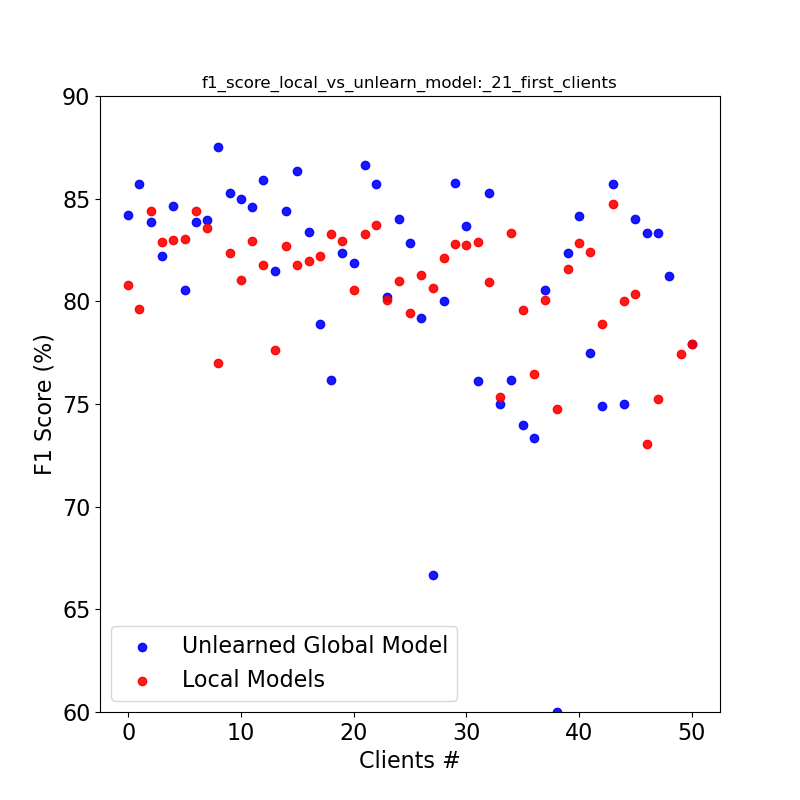 f1_score_local_vs_unlearn_model:_21_first_clients
90
85
80
75
70
65
60
F1 Score (%)
Unlearned Global Model
Local Models
0 10 20 30 40 50
Clients #